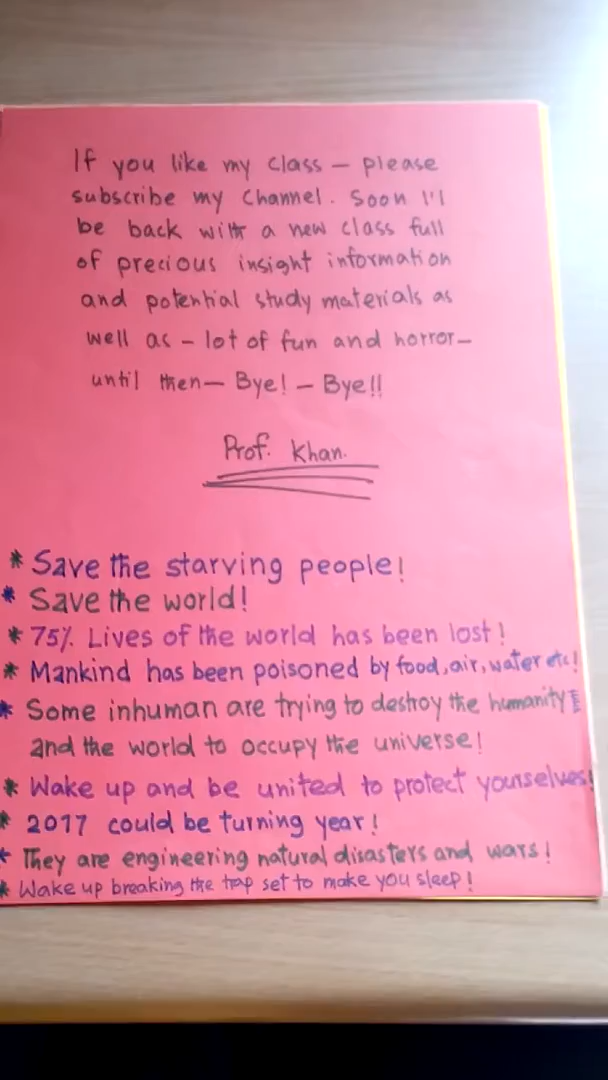 If you like my class – please
subscribe my Channel. Soon I'l
be back with a new class full
of precious insight information
and potential study materials as
well as – lot of fun and horror –
until then – Bye! – Bye!!
Prof. Khan.
* Save the starving people!
* Save the world!
* 75% Lives of the world has been lost!
* Mankind has been poisoned by food, air, water etc!
* Some inhuman are trying to destroy the humanity
and the world to occupy the universe!
* Wake up and be united to protect yourselves!
* 2017 could be turning year!
* They are engineering natural disasters and wars!
* Wake up breaking the trap set to make you sleep!